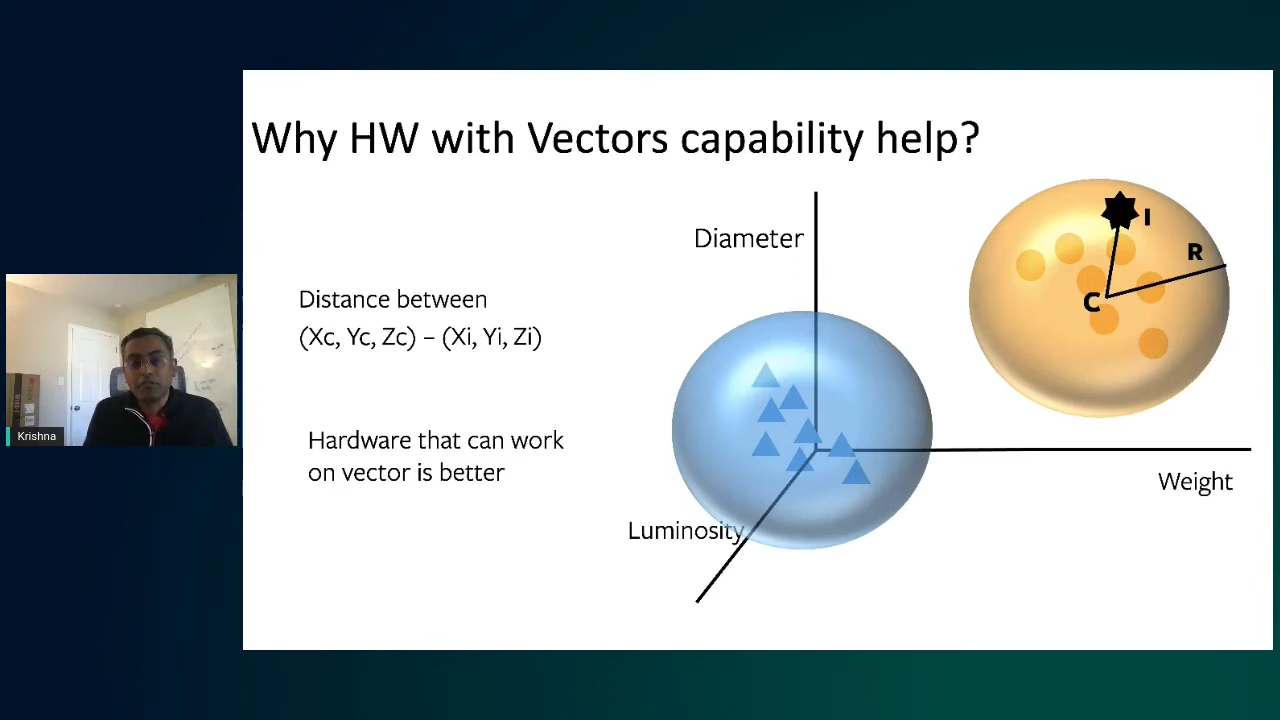 Why HW with Vectors capability help?
Diameter
I
R
Distance between
(Xc, Yc, Zc) – (Xi, Yi, Zi)
C
Hardware that can work
on vector is better
Weight
Luminosity
Krishna